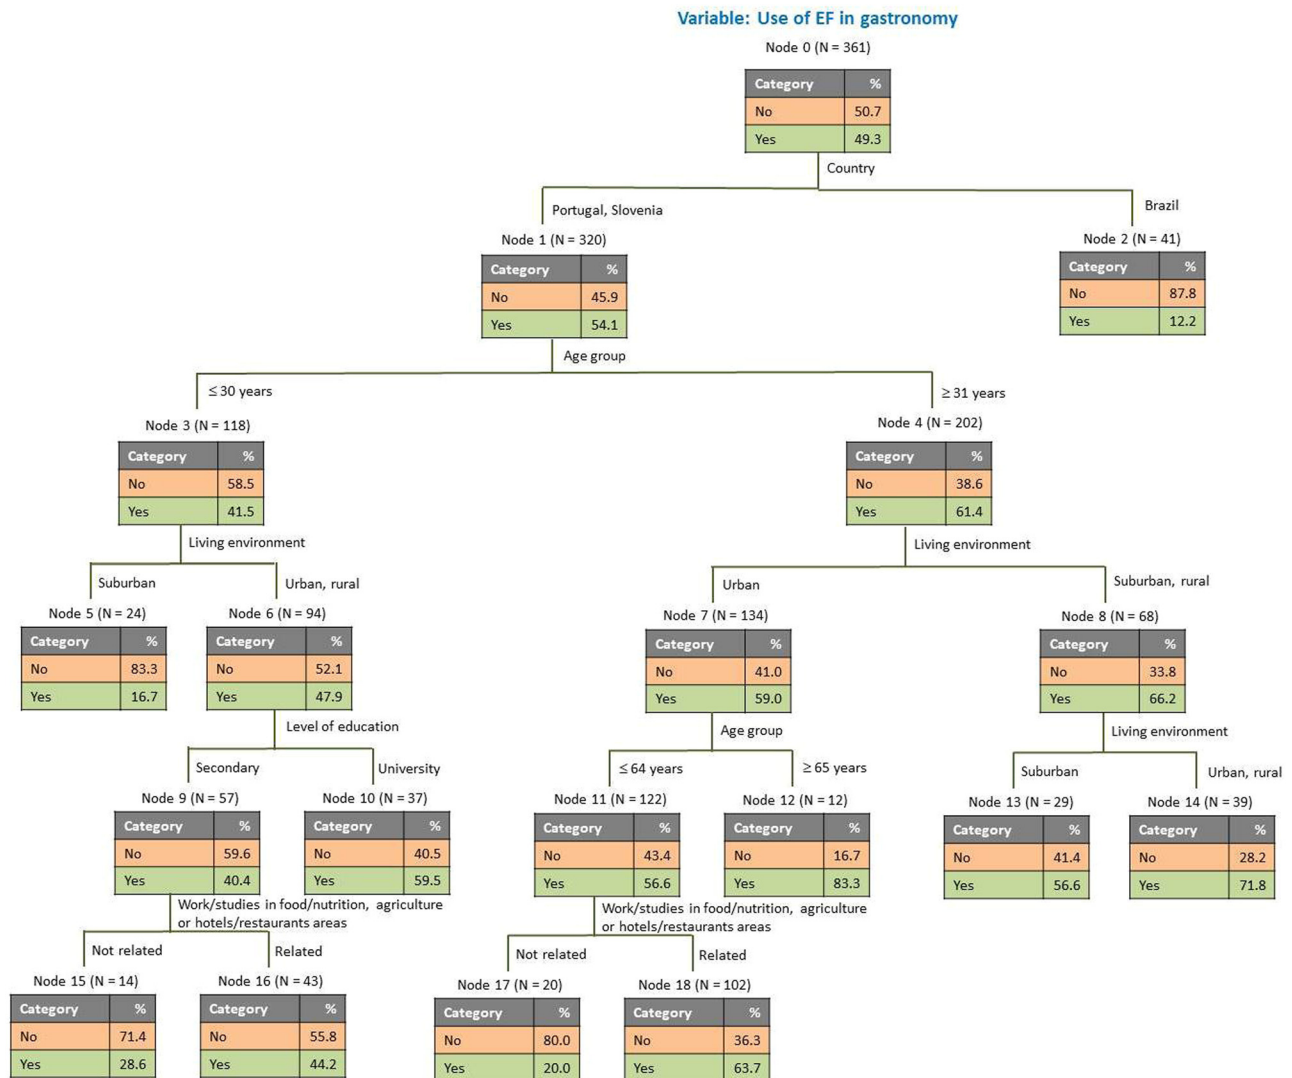 Variable: Use of EF in gastronomy
Node 0 (N = 361)
Category %
No 50.7
Yes 49.3
Country
Portugal, Slovenia
Brazil
Node 1 (N = 320)
Category %
No 45.9
Yes 54.1
Node 2 (N = 41)
Category %
No 87.8
Yes 12.2
Age group
≤ 30 years
≥ 31 years
Node 3 (N = 118)
Category %
No 58.5
Yes 41.5
Node 4 (N = 202)
Category %
No 38.6
Yes 61.4
Living environment
Suburban
Urban, rural
Living environment
Urban
Suburban, rural
Node 5 (N = 24)
Category %
No 83.3
Yes 16.7
Node 6 (N = 94)
Category %
No 52.1
Yes 47.9
Node 7 (N = 134)
Category %
No 41.0
Yes 59.0
Node 8 (N = 68)
Category %
No 33.8
Yes 66.2
Level of education
Secondary
University
Age group
≤ 64 years
≥ 65 years
Living environment
Suburban
Urban, rural
Node 9 (N = 57)
Category %
No 59.6
Yes 40.4
Node 10 (N = 37)
Category %
No 40.5
Yes 59.5
Node 11 (N = 122)
Category %
No 43.4
Yes 56.6
Node 12 (N = 12)
Category %
No 16.7
Yes 83.3
Node 13 (N = 29)
Category %
No 41.4
Yes 56.6
Node 14 (N = 39)
Category %
No 28.2
Yes 71.8
Work/studies in food/nutrition, agriculture
or hotels/restaurants areas
Not related
Related
Work/studies in food/nutrition, agriculture
or hotels/restaurants areas
Not related
Related
Node 15 (N = 14)
Category %
No 71.4
Yes 28.6
Node 16 (N = 43)
Category %
No 55.8
Yes 44.2
Node 17 (N = 20)
Category %
No 80.0
Yes 20.0
Node 18 (N = 102)
Category %
No 36.3
Yes 63.7